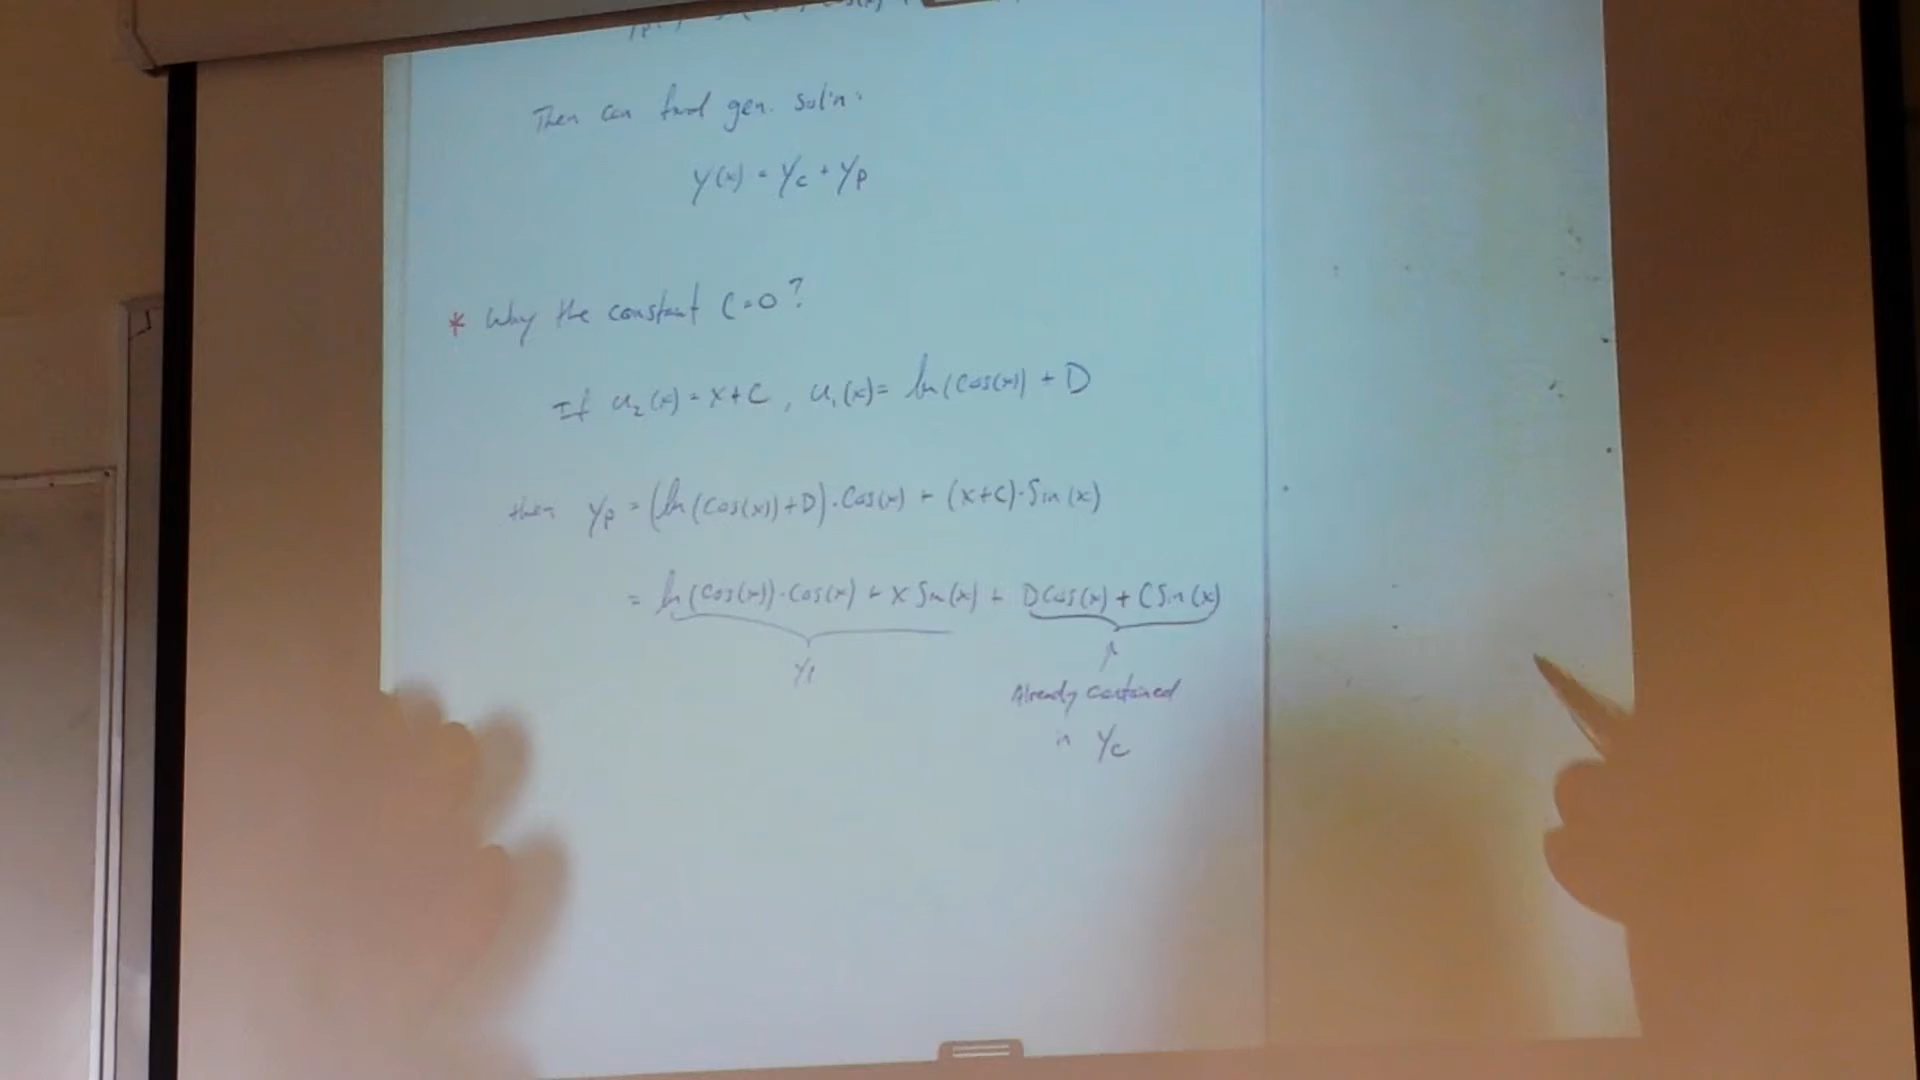 Then can find gen. sol'n:
y(x) = yc + yp
* Why the constant C=0?
If u₂(x) = x+C, u₁(x) = ln(cos(x)) + D
then yp = (ln(cos(x))+D)·cos(x) + (x+C)·Sin(x)
= ln(cos(x))·cos(x) + x Sin(x) + Dcos(x) + CSin(x)
yp
Already contained
in yc